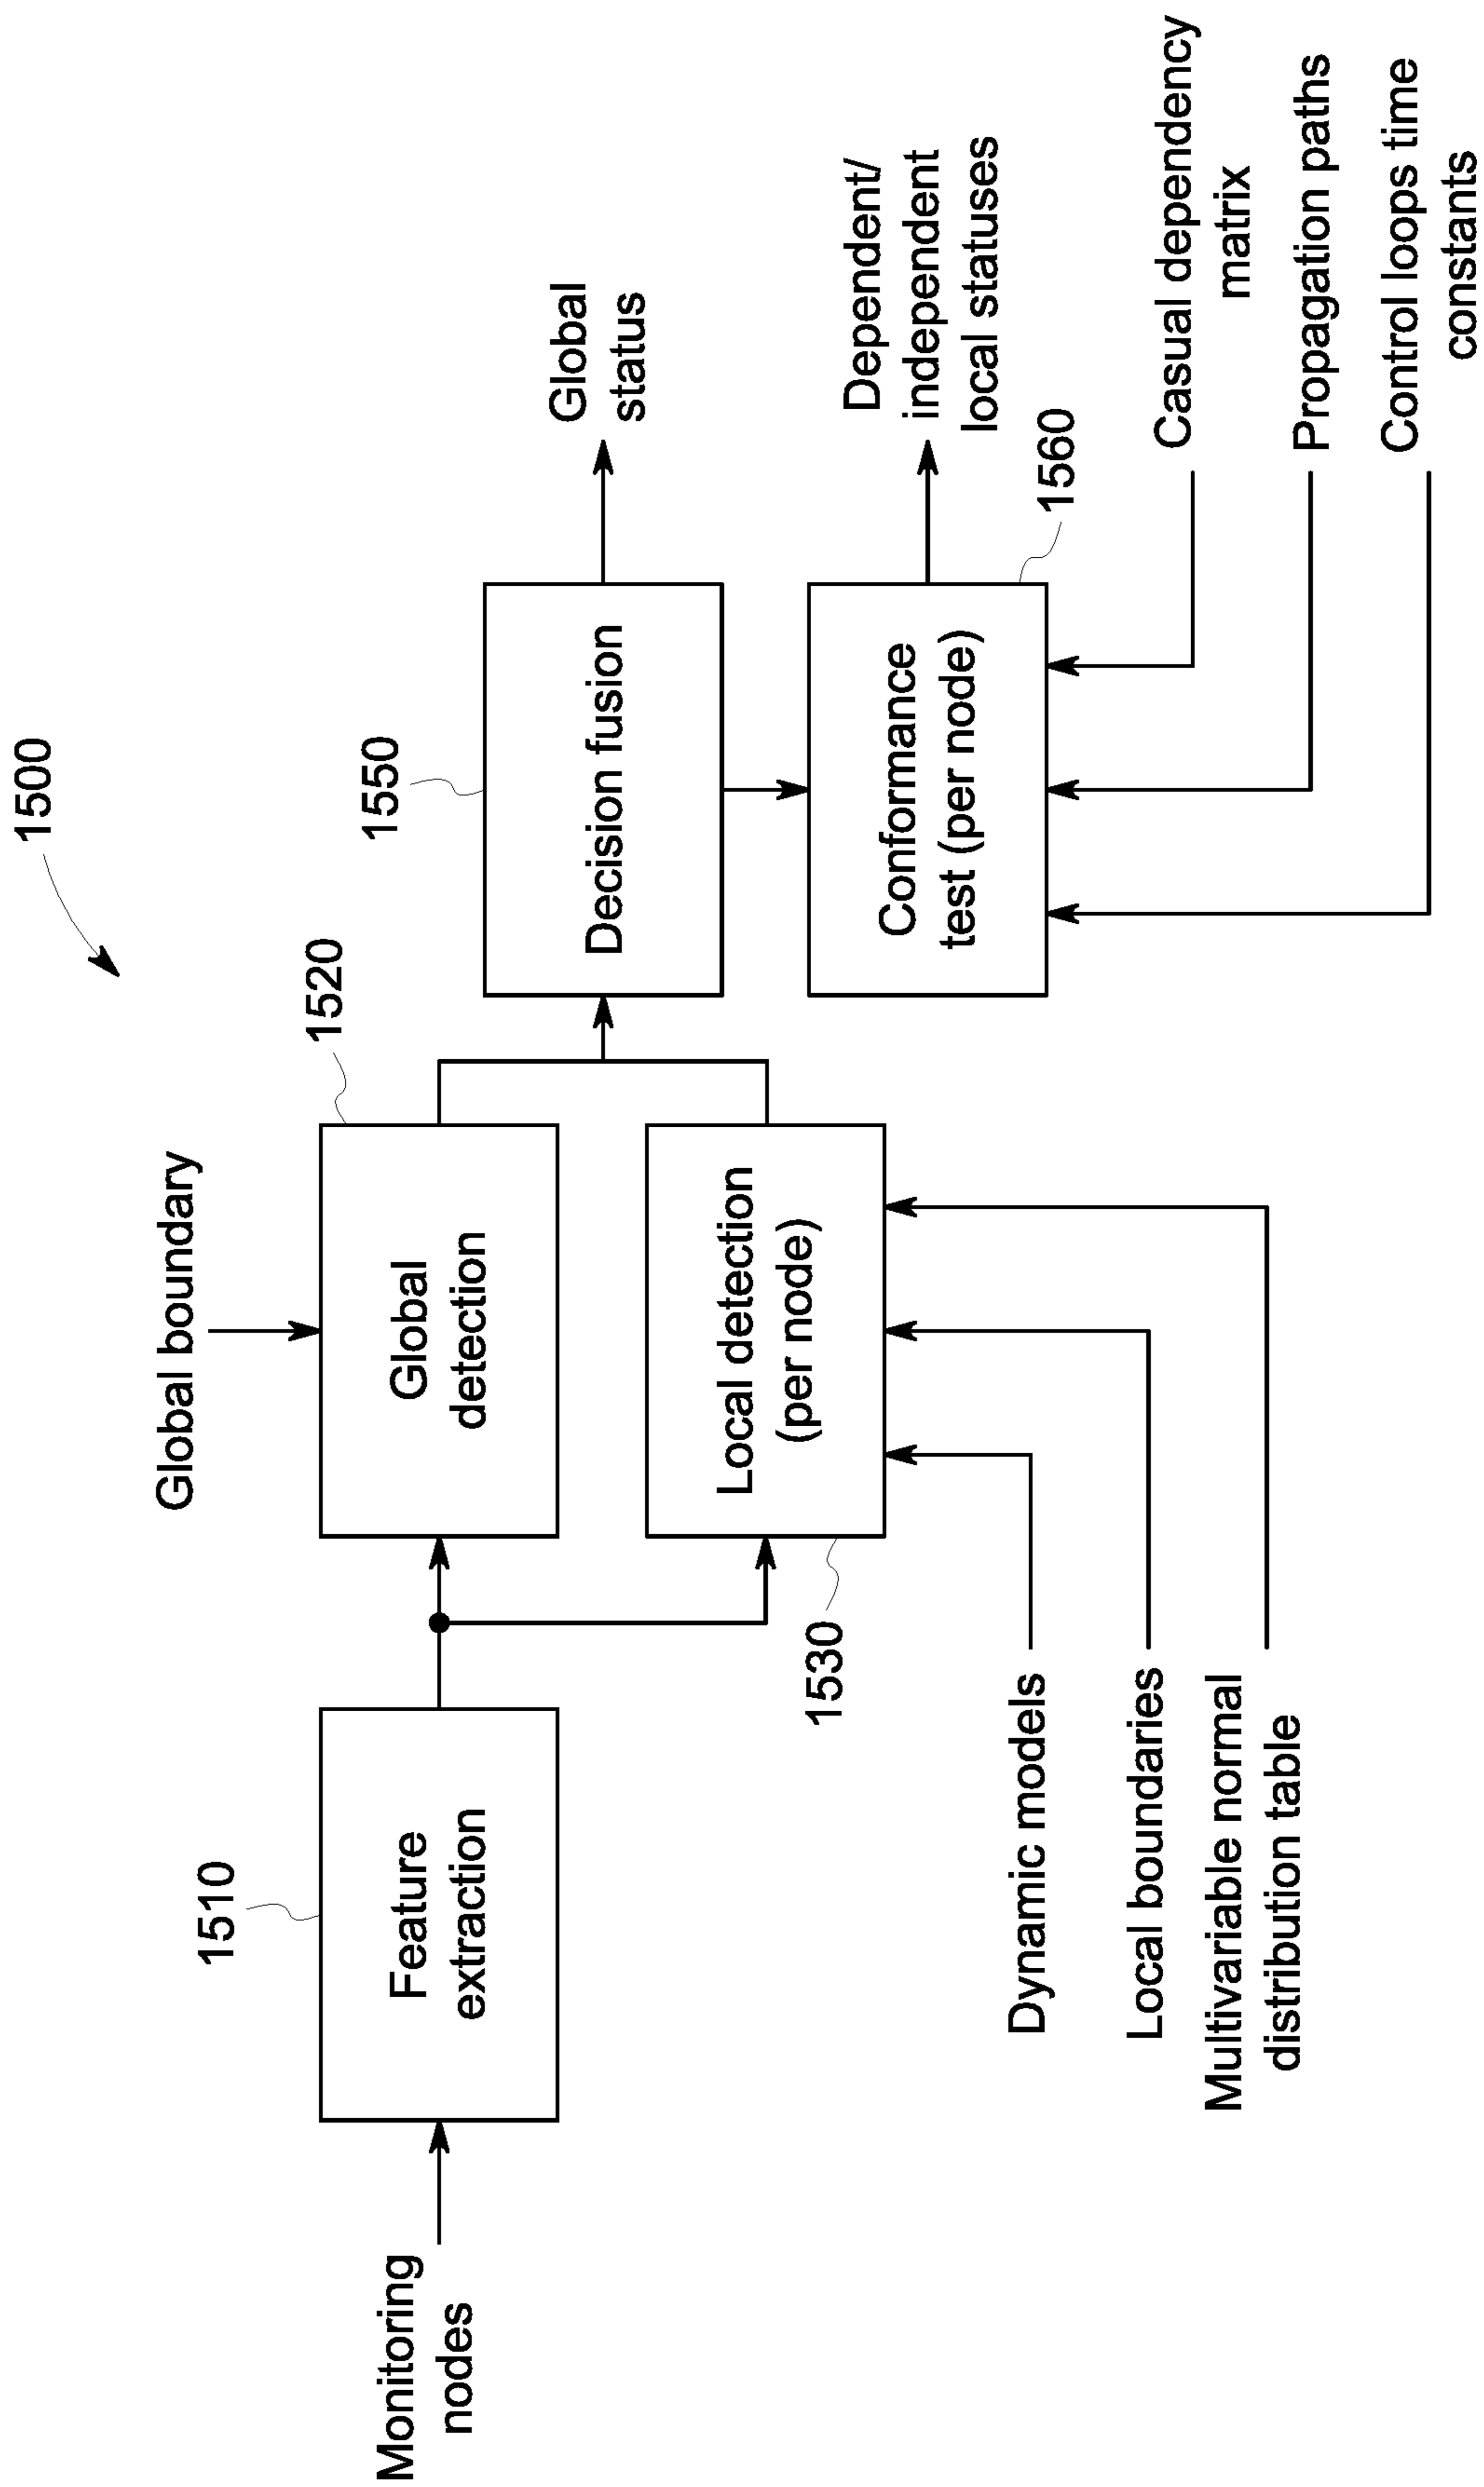 1500
Global boundary
1510
1520
1550
Monitoring
nodes
Feature
extraction
Global
detection
Decision fusion
Global
status
Local detection
(per node)
1530
Conformance
test (per node)
1560
Dependent/
independent
local statuses
Dynamic models
Local boundaries
Multivariable normal
distribution table
Casual dependency
matrix
Propagation paths
Control loops time
constants